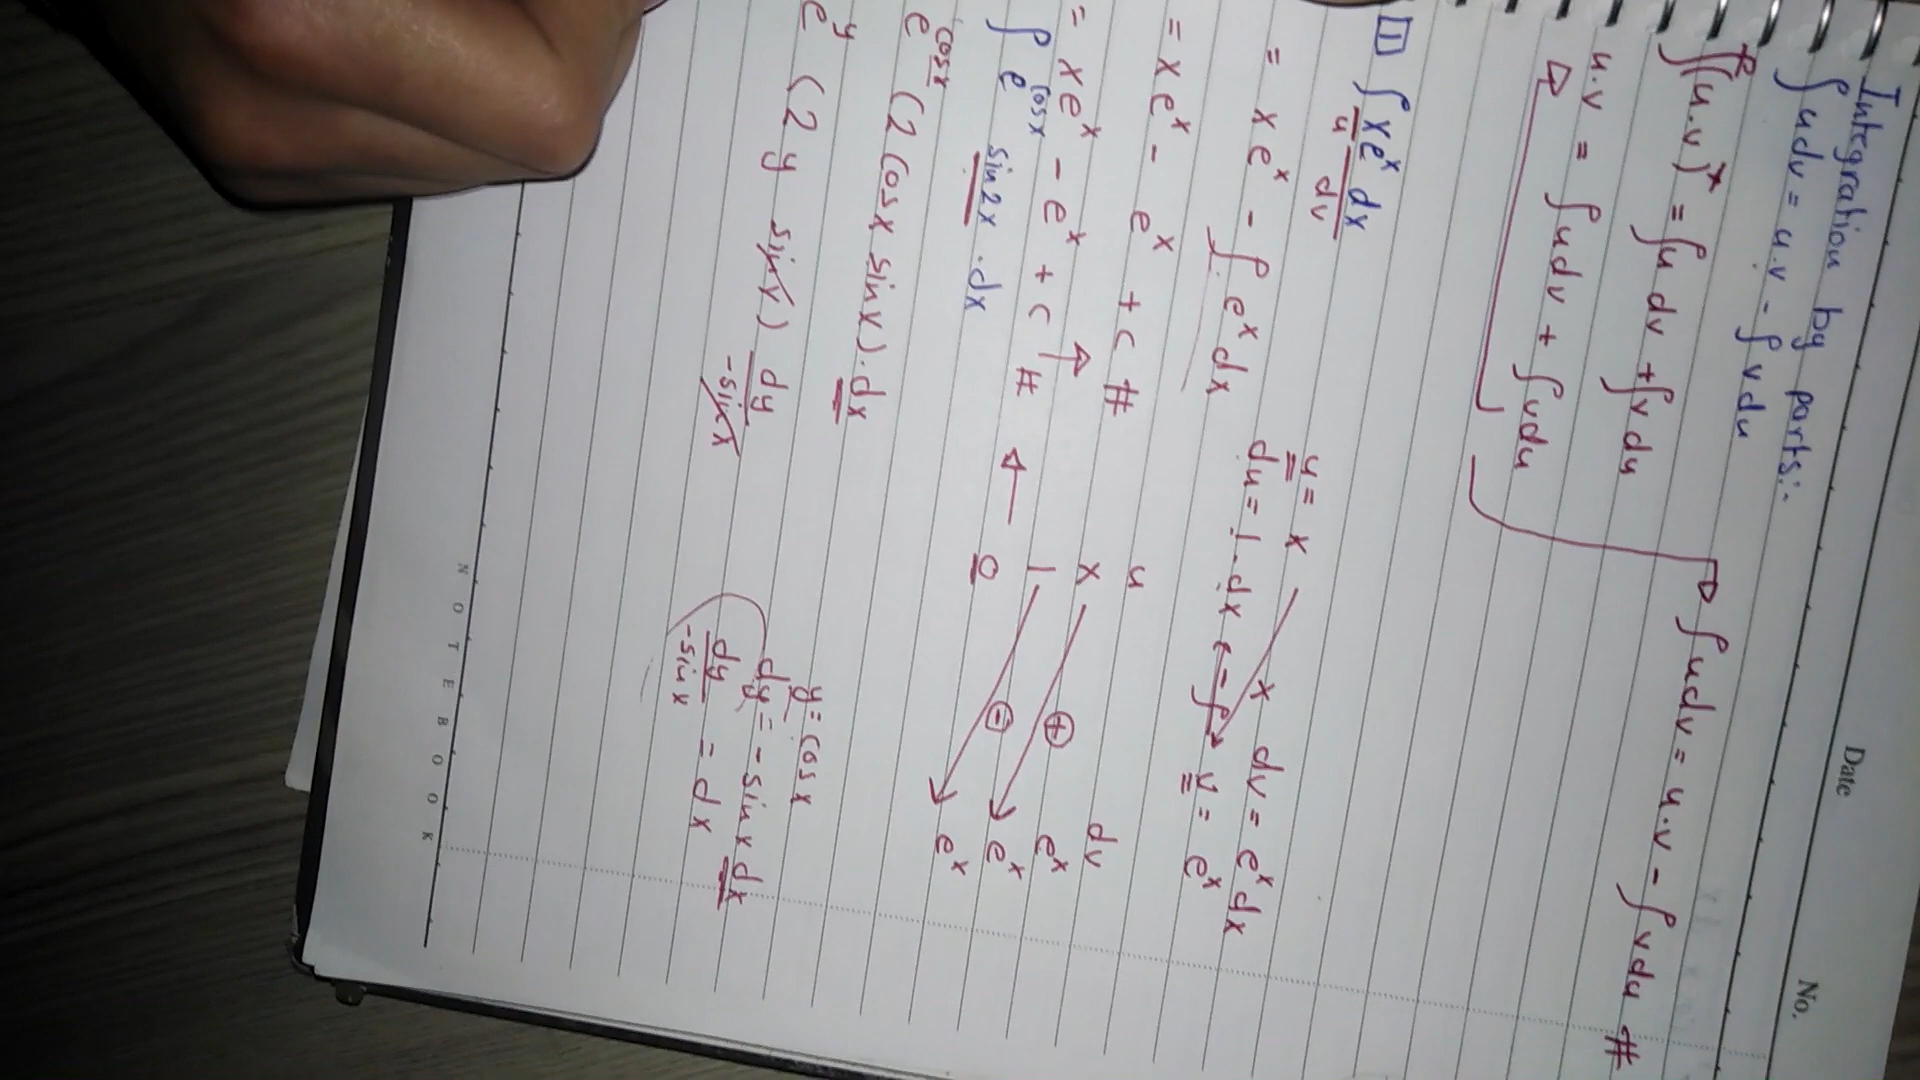 Date
No.
Integration by parts:-
∫udv = u.v - ∫vdu
∫(u.v)* = ∫u dv + ∫v du
u.v = ∫udv + ∫vdu
∫udv = u.v - ∫vdu #
1 ∫xe^x dx
u dv
= xe^x - ∫e^x dx
u = x
du = 1.dx
dv = e^x dx
v = e^x
= xe^x - e^x + c #
u dv
x e^x
= xe^x - e^x + c #
1 + e^x
0 - e^x
∫e^cosx sin2x .dx
e^cosx (2 cosx sinx).dx
e^y (2y sinx) dy/-sinx
y = cosx
dy = -sinx dx
dy/-sinx = dx
NOTEBOOK